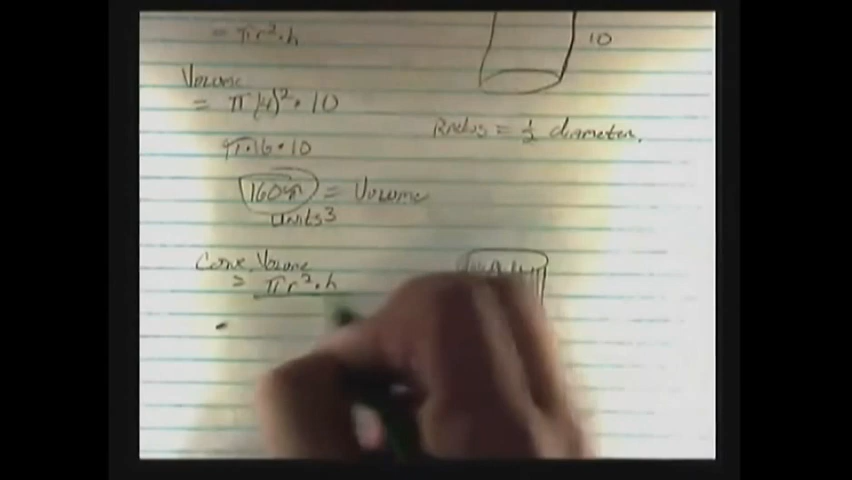 = πr²·h
10
Volume
= π(4)²·10
Radius = ½ diameter.
π·16·10
160π = Volume
units³
Cone Volume
= πr²·h